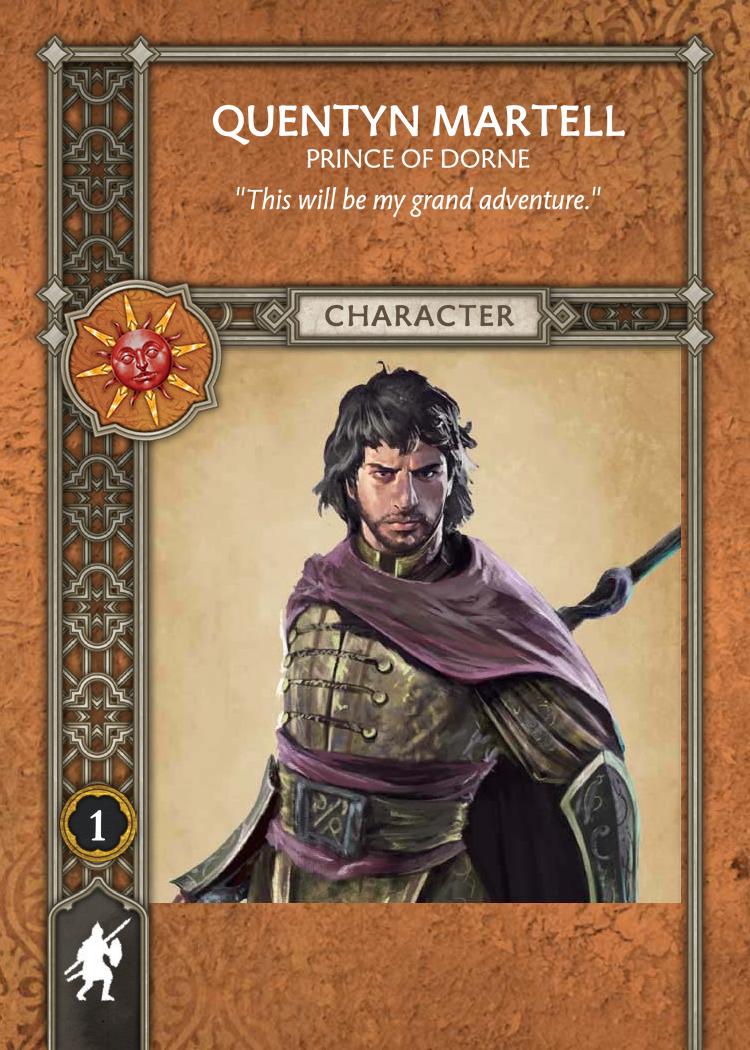 QUENTYN MARTELL
PRINCE OF DORNE
"This will be my grand adventure."
CHARACTER
1